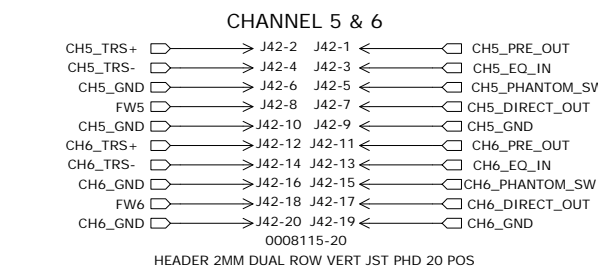 CHANNEL 5 & 6
CH5_TRS+ J42-2 J42-1 CH5_PRE_OUT
CH5_TRS- J42-4 J42-3 CH5_EQ_IN
CH5_GND J42-6 J42-5 CH5_PHANTOM_SW
FW5 J42-8 J42-7 CH5_DIRECT_OUT
CH5_GND J42-10 J42-9 CH5_GND
CH6_TRS+ J42-12 J42-11 CH6_PRE_OUT
CH6_TRS- J42-14 J42-13 CH6_EQ_IN
CH6_GND J42-16 J42-15 CH6_PHANTOM_SW
FW6 J42-18 J42-17 CH6_DIRECT_OUT
CH6_GND J42-20 J42-19 CH6_GND
0008115-20
HEADER 2MM DUAL ROW VERT JST PHD 20 POS